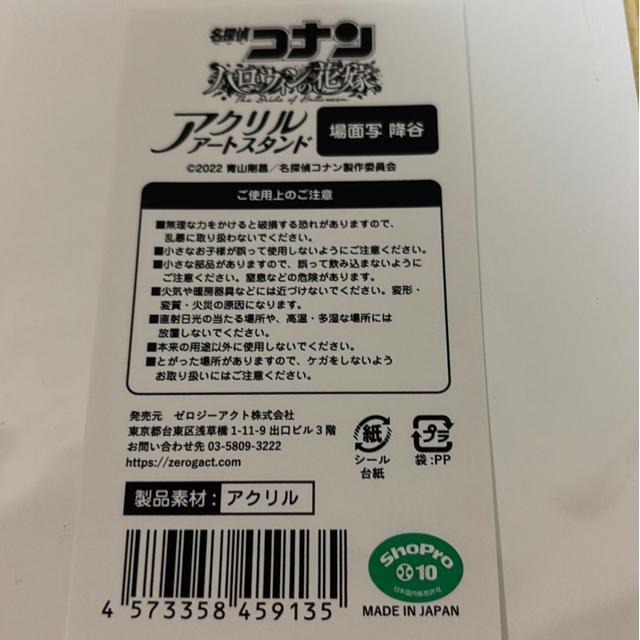 名探偵コナン
ハロウィンの花嫁
The Bride of Halloween
アクリル
アートスタンド
場面写 降谷
©2022 青山剛昌／名探偵コナン製作委員会
ご使用上のご注意
■無理な力をかけると破損する恐れがありますので、
乱悪に取り扱わないでください。
■小さなお子様が誤って使用しないようにご注意ください。
■小さな部品がありますので、誤って飲み込まないように
ご注意ください。窒息などの危険があります。
■火気や暖房器具などには近づけないでください。変形・
変質・火災の原因になります。
■直射日光の当たる場所や、高温・多湿な場所には
放置しないでください。
■本来の用途以外に使用しないでください。
■とがった場所がありますので、ケガをしないよう
お取り扱いにはご注意ください。
発売元 ゼロジーアクト株式会社
東京都台東区浅草橋 1-11-9 出口ビル3階
お問い合わせ先 03-5809-3222
https://zerogact.com
紙
シール
台紙
プラ
袋:PP
製品素材：アクリル
4 573358 459135
ShoPro
10
日本国内販売許可
MADE IN JAPAN